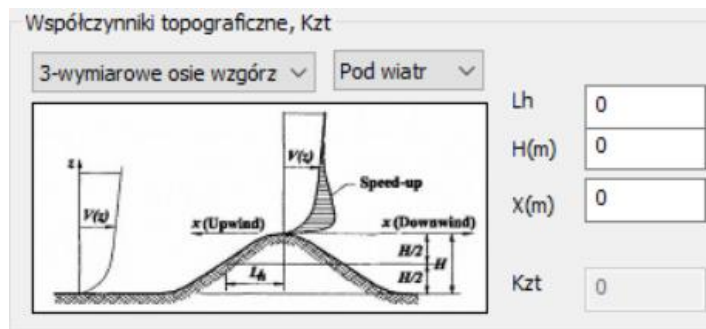 Współczynniki topograficzne, Kzt
3-wymiarowe osie wzgórz
Pod wiatr
Lh
0
H(m)
0
X(m)
0
Kzt
0
z
V(z)
V(z)
Speed-up
x (Upwind)
x (Downwind)
H/2
H
Lh
H/2